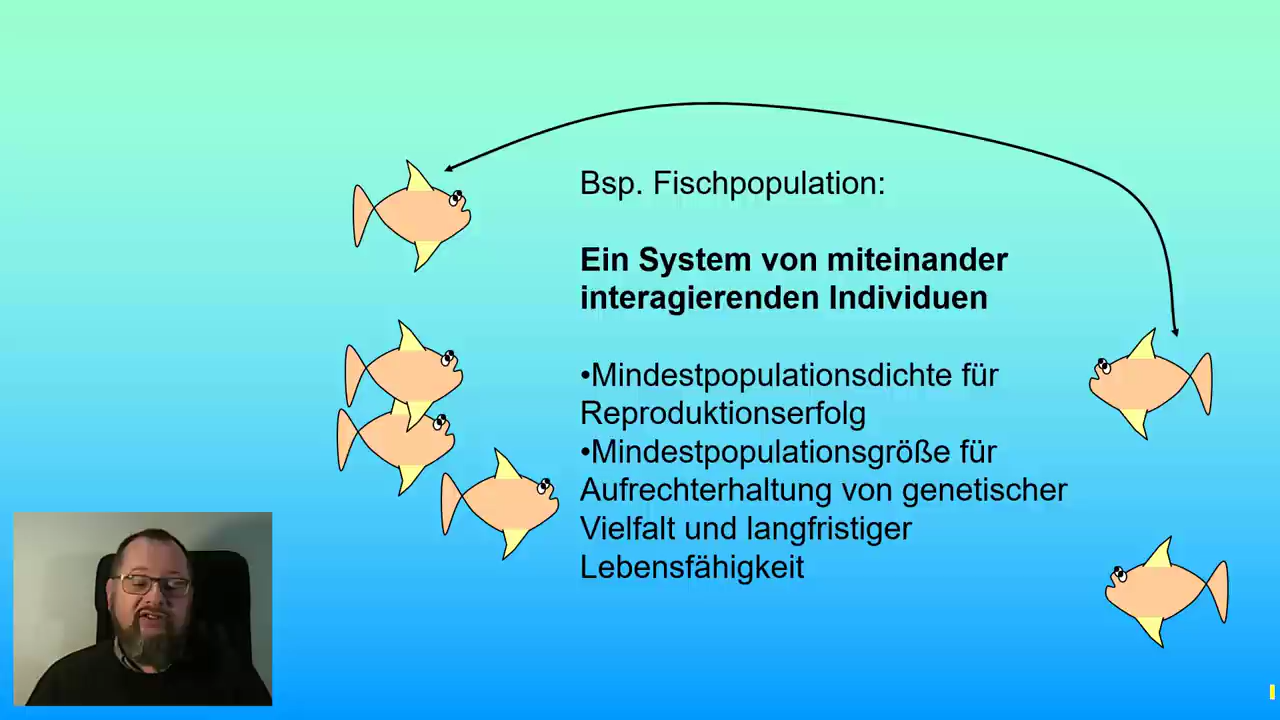 Bsp. Fischpopulation:
Ein System von miteinander
interagierenden Individuen
•Mindestpopulationsdichte für
Reproduktionserfolg
•Mindestpopulationsgröße für
Aufrechterhaltung von genetischer
Vielfalt und langfristiger
Lebensfähigkeit